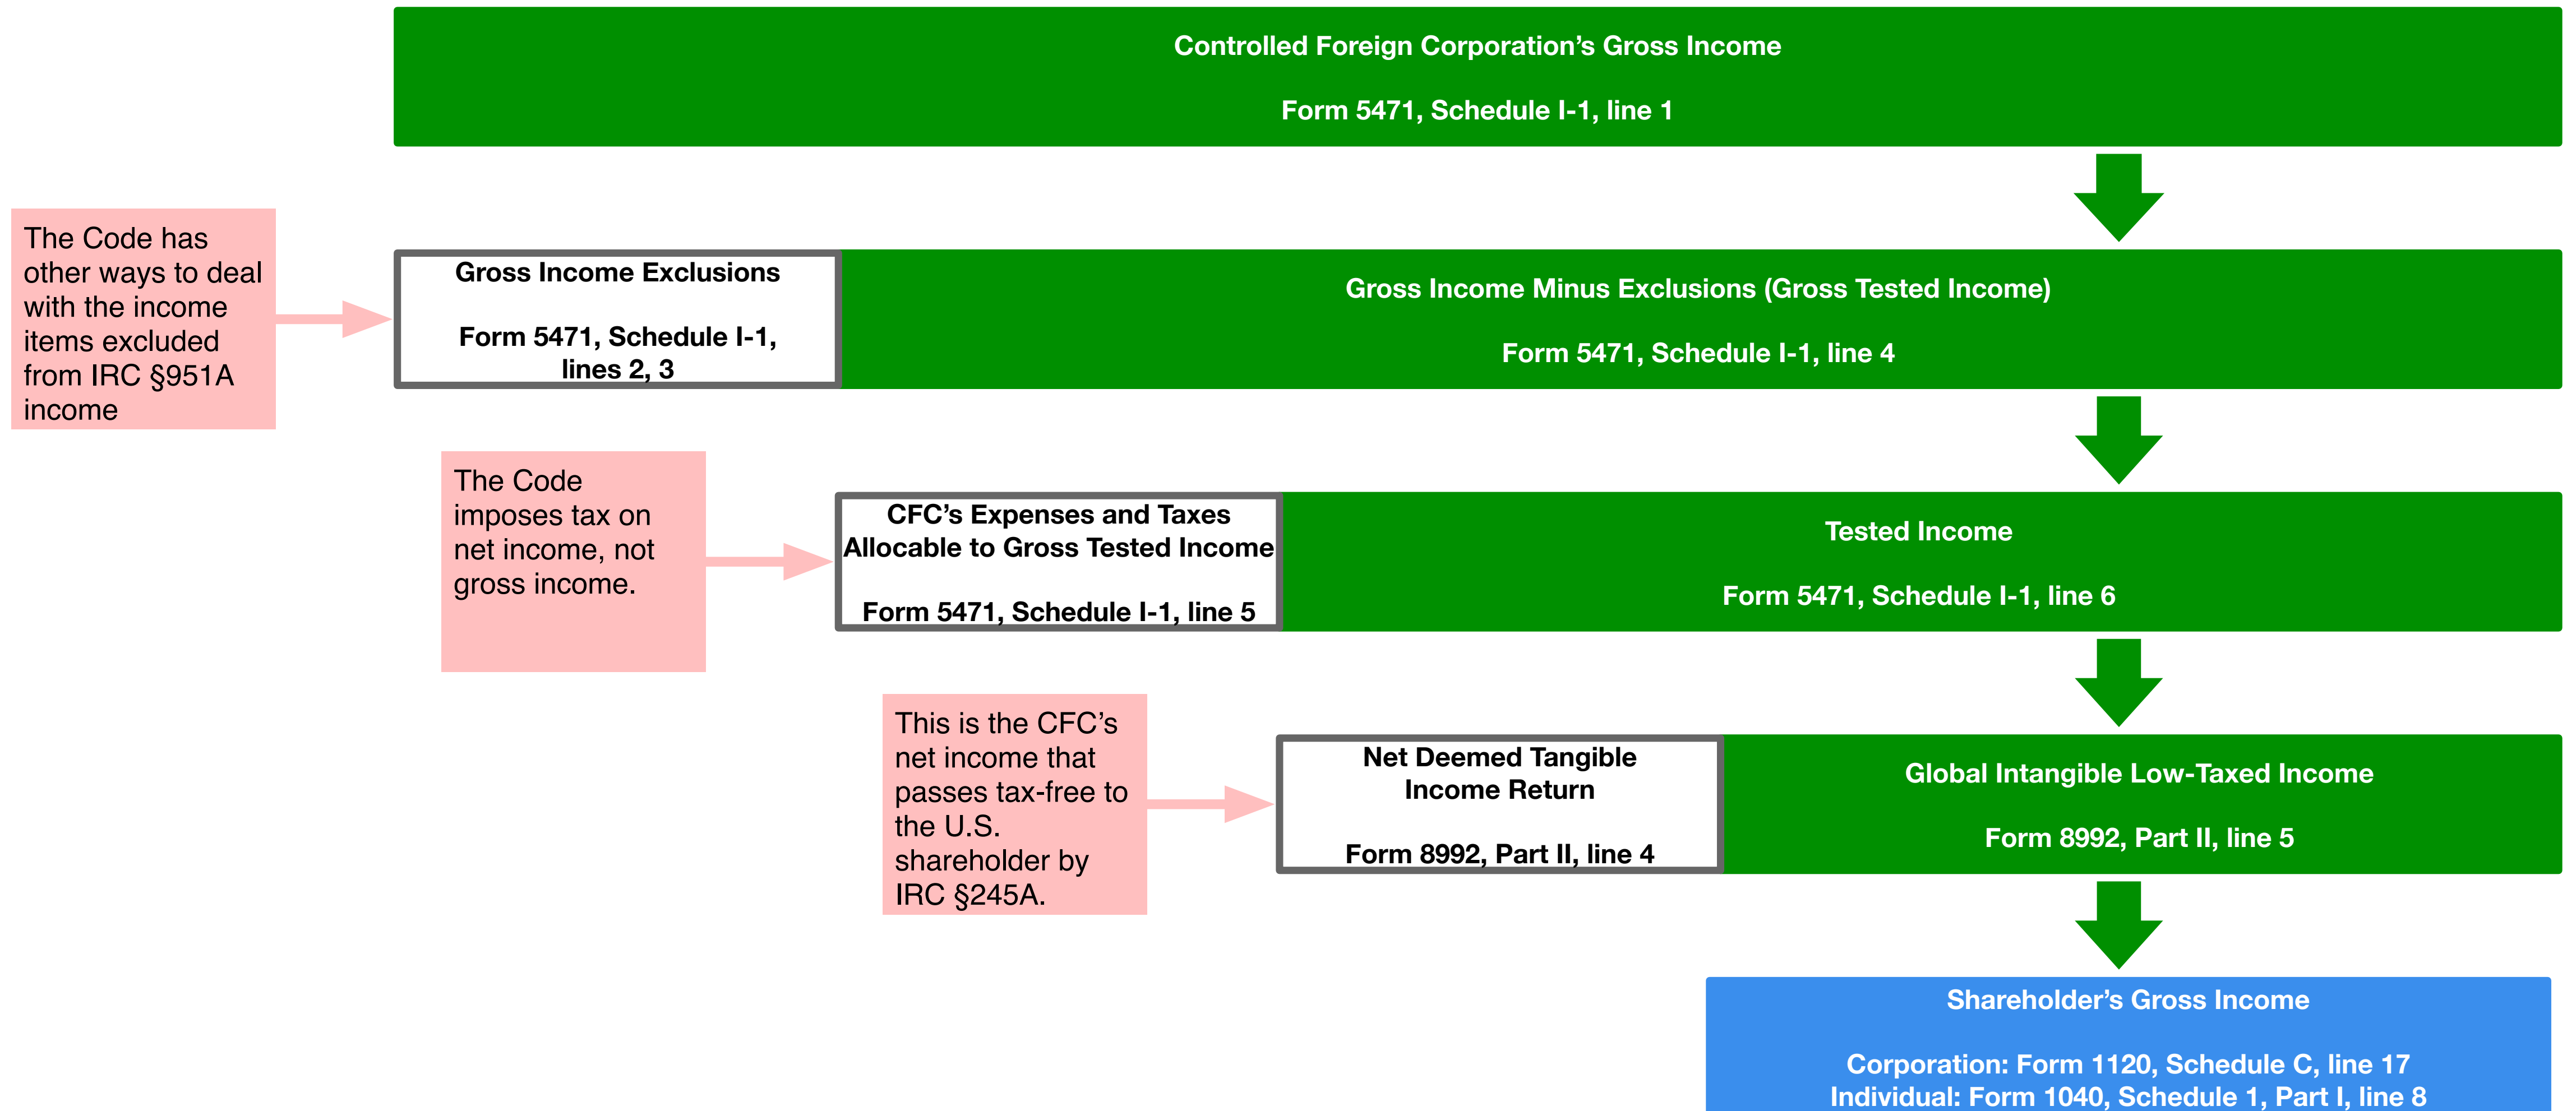 Controlled Foreign Corporation’s Gross Income
Form 5471, Schedule I-1, line 1
The Code has
other ways to deal
with the income
items excluded
from IRC §951A
income
Gross Income Exclusions
Form 5471, Schedule I-1,
lines 2, 3
Gross Income Minus Exclusions (Gross Tested Income)
Form 5471, Schedule I-1, line 4
The Code
imposes tax on
net income, not
gross income.
CFC’s Expenses and Taxes
Allocable to Gross Tested Income
Form 5471, Schedule I-1, line 5
Tested Income
Form 5471, Schedule I-1, line 6
This is the CFC’s
net income that
passes tax-free to
the U.S.
shareholder by
IRC §245A.
Net Deemed Tangible
Income Return
Form 8992, Part II, line 4
Global Intangible Low-Taxed Income
Form 8992, Part II, line 5
Shareholder’s Gross Income
Corporation: Form 1120, Schedule C, line 17
Individual: Form 1040, Schedule 1, Part I, line 8